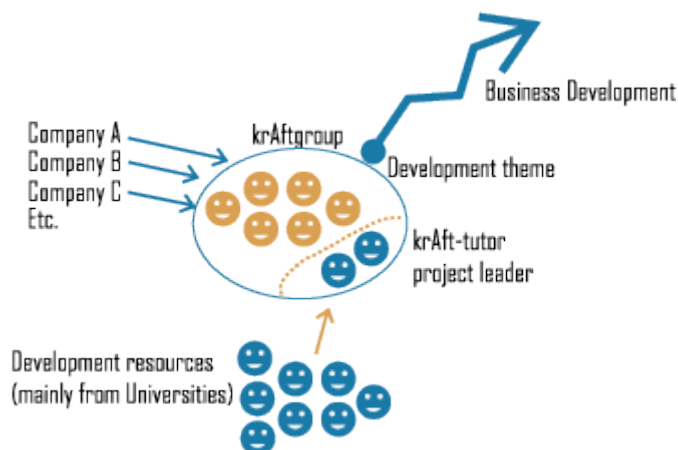 Business Development
krAftgroup
Company A
Company B
Company C
Etc.
Development theme
krAft-tutor
project leader
Development resources
(mainly from Universities)